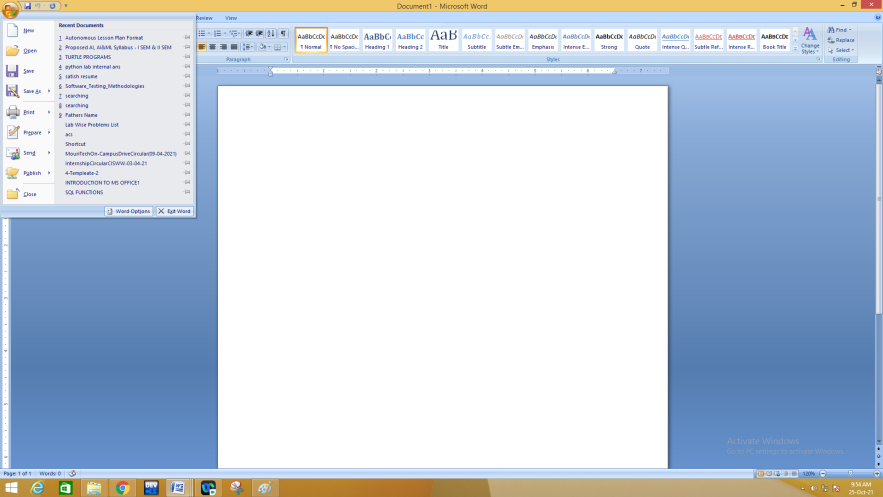 Document1 - Microsoft Word
Review View
New
Open
Save
Save As
Print
Prepare
Send
Publish
Close
Recent Documents
1 Autonomous Lesson Plan Format
2 Proposed AI, AI&ML Syllabus - I SEM & II SEM
3 TURTLE PROGRAMS
4 python lab internal ans
5 satish resume
6 Software_Testing_Methodologies
7 searching
8 searching
9 Fathers Name
Lab Wise Problems List
acs
Shortcut
MouriTechOn-CampusDriveCircular(09-04-2021)
InternshipCircularCISWW-03-04-21
4-Templeate-2
INTRODUCTION TO MS OFFICE1
SQL FUNCTIONS
Word Options Exit Word
AaBbCcDc AaBbCcDc AaBbC AaBbCc AaB AaBbCc AaBbCcDc AaBbCcDc AaBbCcDc AaBbCcDc AaBbCcDc AaBbCcDc AaBbCcDc AaBbCcDc AaBbCcDc
¶ Normal ¶ No Spaci... Heading 1 Heading 2 Title Subtitle Subtle Em... Emphasis Intense E... Strong Quote Intense Q... Subtle Ref... Intense R... Book Title
Change Styles
Find
Replace
Select
Paragraph Styles Editing
Activate Windows
Go to PC settings to activate Windows.
Page: 1 of 1 Words: 0
120%
9:54 AM
25-Oct-21